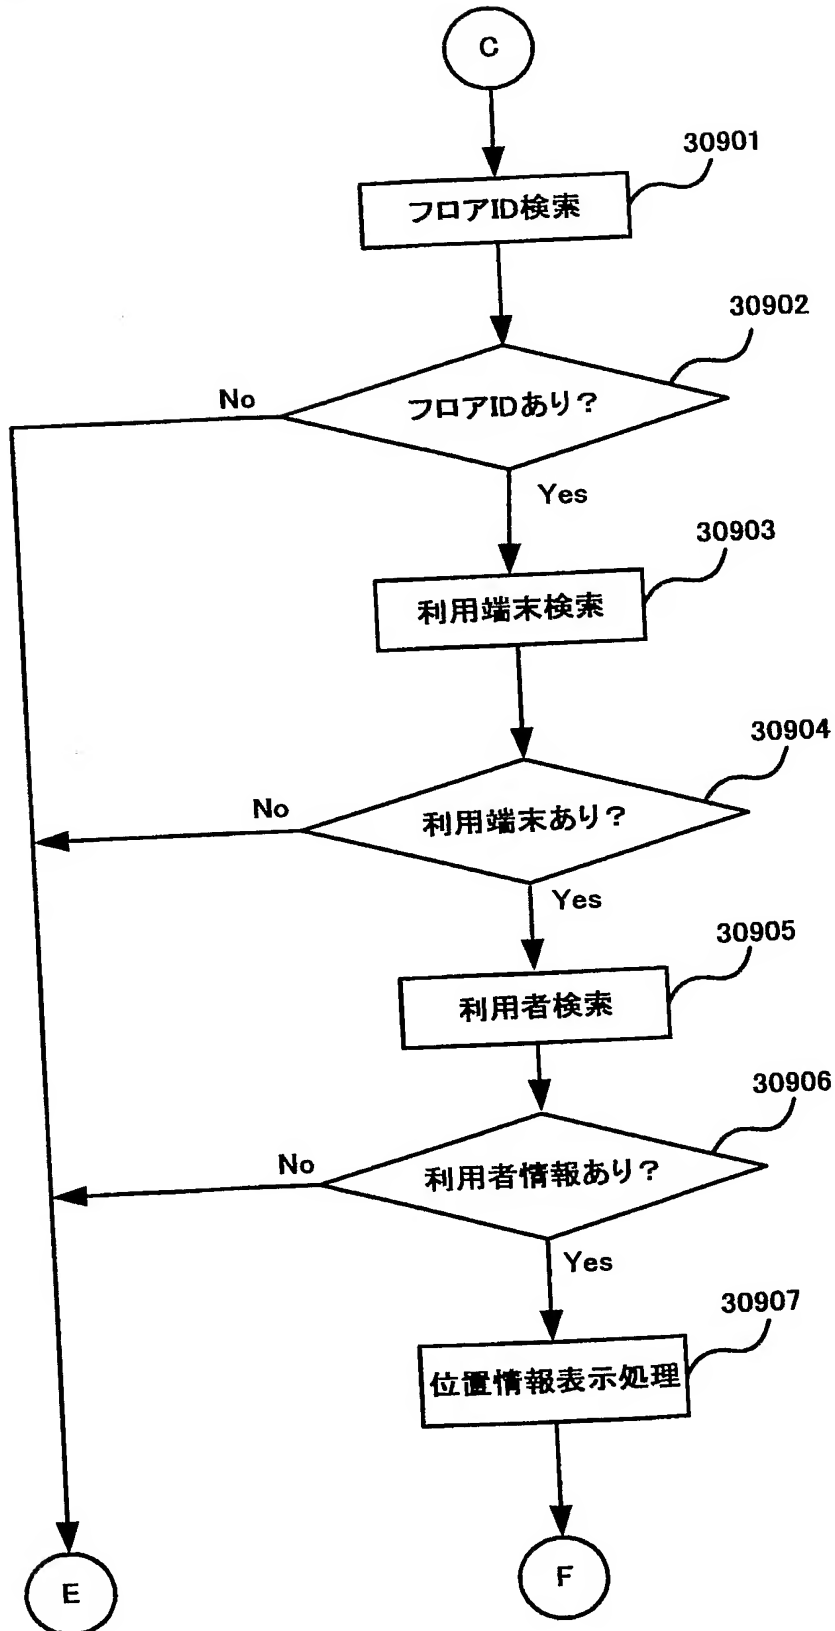 C
30901
フロアID検索
30902
No
フロアIDあり?
Yes
30903
利用端末検索
30904
No
利用端末あり?
Yes
30905
利用者検索
30906
No
利用者情報あり?
Yes
30907
位置情報表示処理
E
F